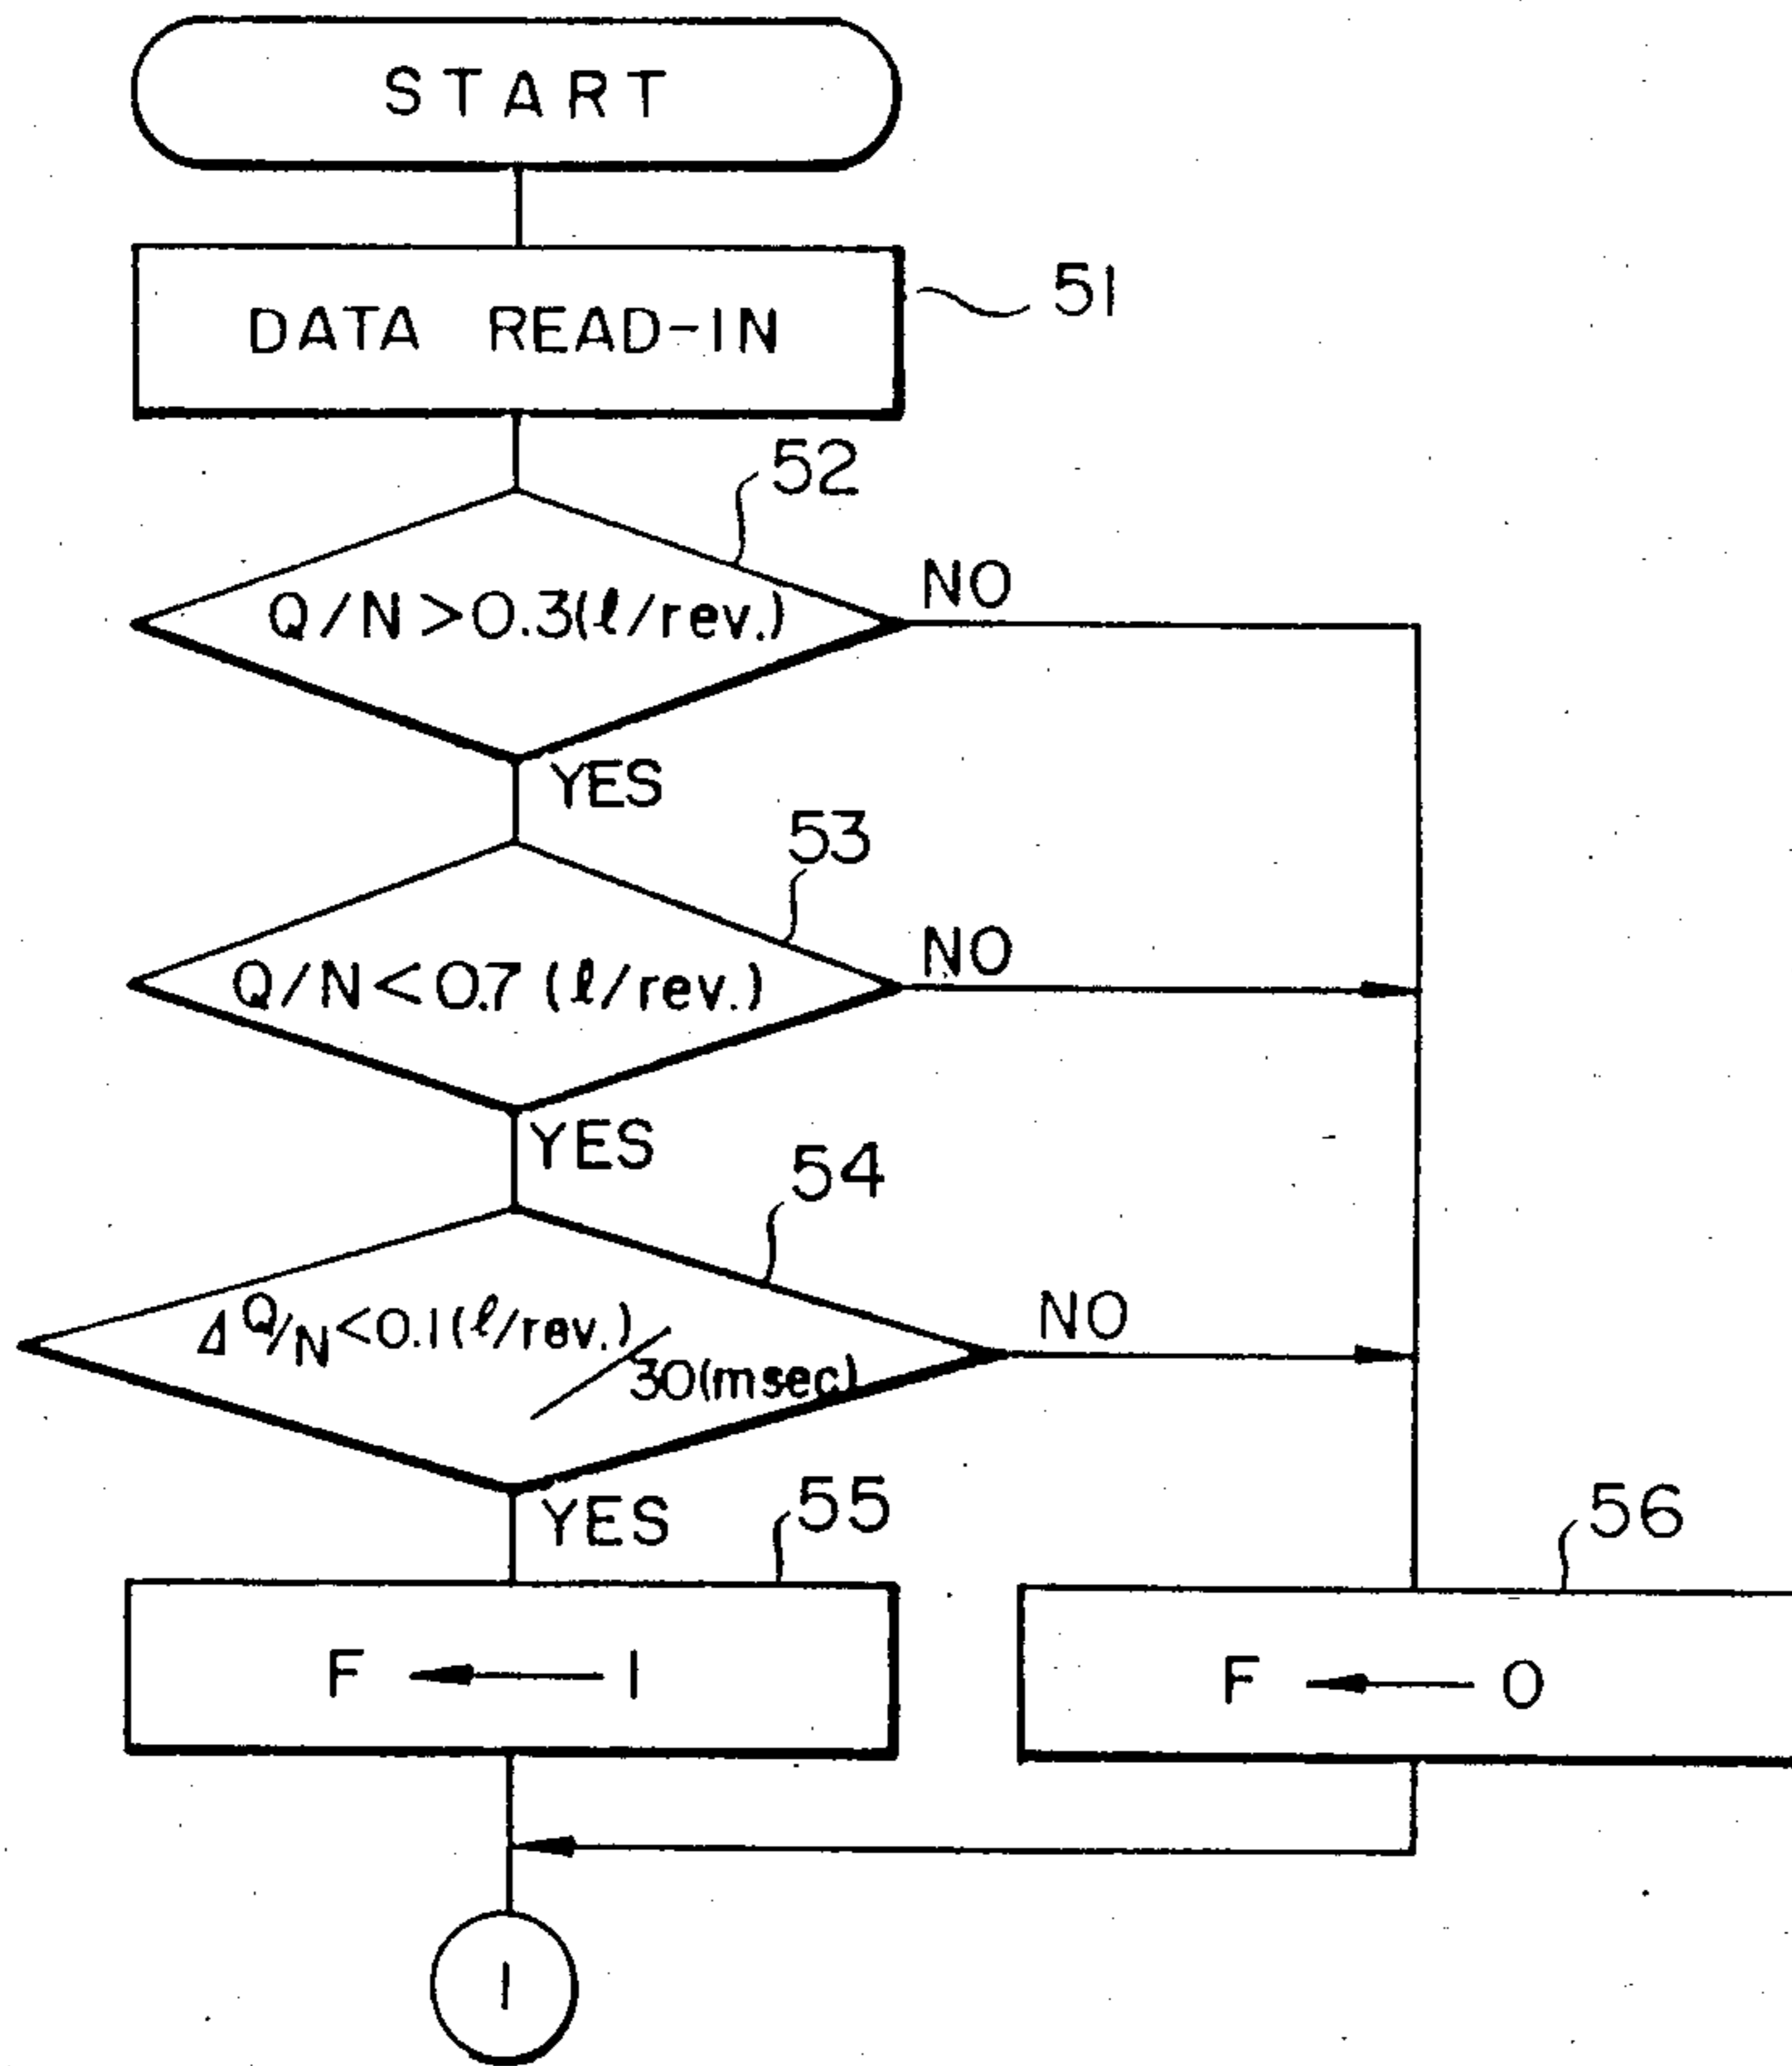 START
DATA READ-IN
51
52
Q/N>0.3(ℓ/rev.)
NO
YES
53
Q/N<0.7(ℓ/rev.)
NO
YES
54
ΔQ/N<0.1(ℓ/rev.)/30(msec)
NO
YES
55
F ← 1
56
F ← 0
1